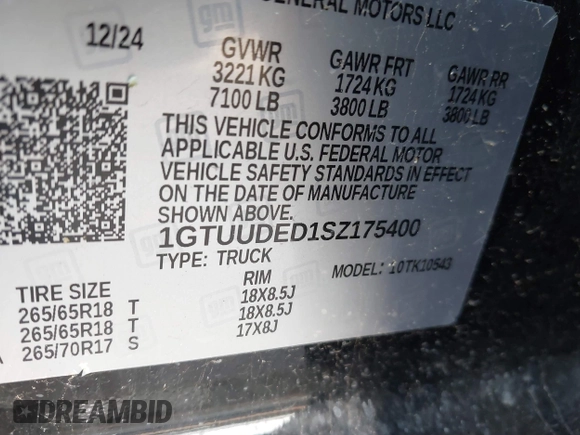 GENERAL MOTORS LLC
12/24
GVWR GAWR FRT GAWR RR
3221 KG 1724 KG 1724 KG
7100 LB 3800 LB 3800 LB
THIS VEHICLE CONFORMS TO ALL
APPLICABLE U.S. FEDERAL MOTOR
VEHICLE SAFETY STANDARDS IN EFFECT
ON THE DATE OF MANUFACTURE
SHOWN ABOVE.
1GTUUDED1SZ175400
TYPE: TRUCK MODEL: 10TK10543
TIRE SIZE RIM
265/65R18 T 18X8.5J
265/65R18 T 18X8.5J
265/70R17 S 17X8J
DREAMBID